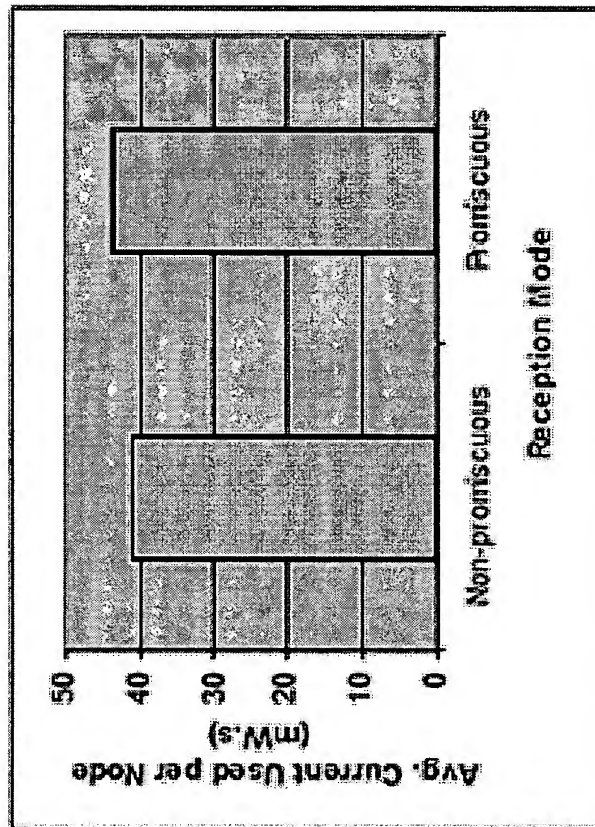 Avg. Current Used per Node
(mW.s)
50
40
30
20
10
0
Non-promiscuous
Promiscuous
Reception Mode